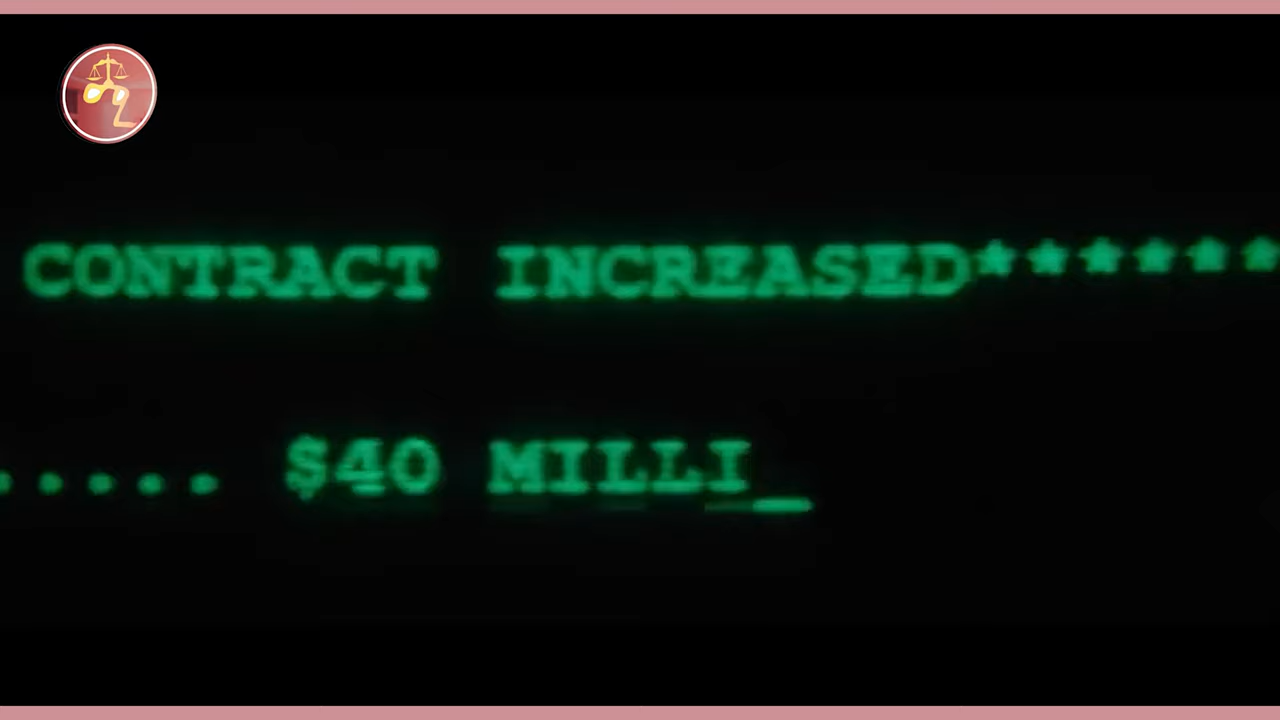 CONTRACT INCREASED******
..... $40 MILLI_